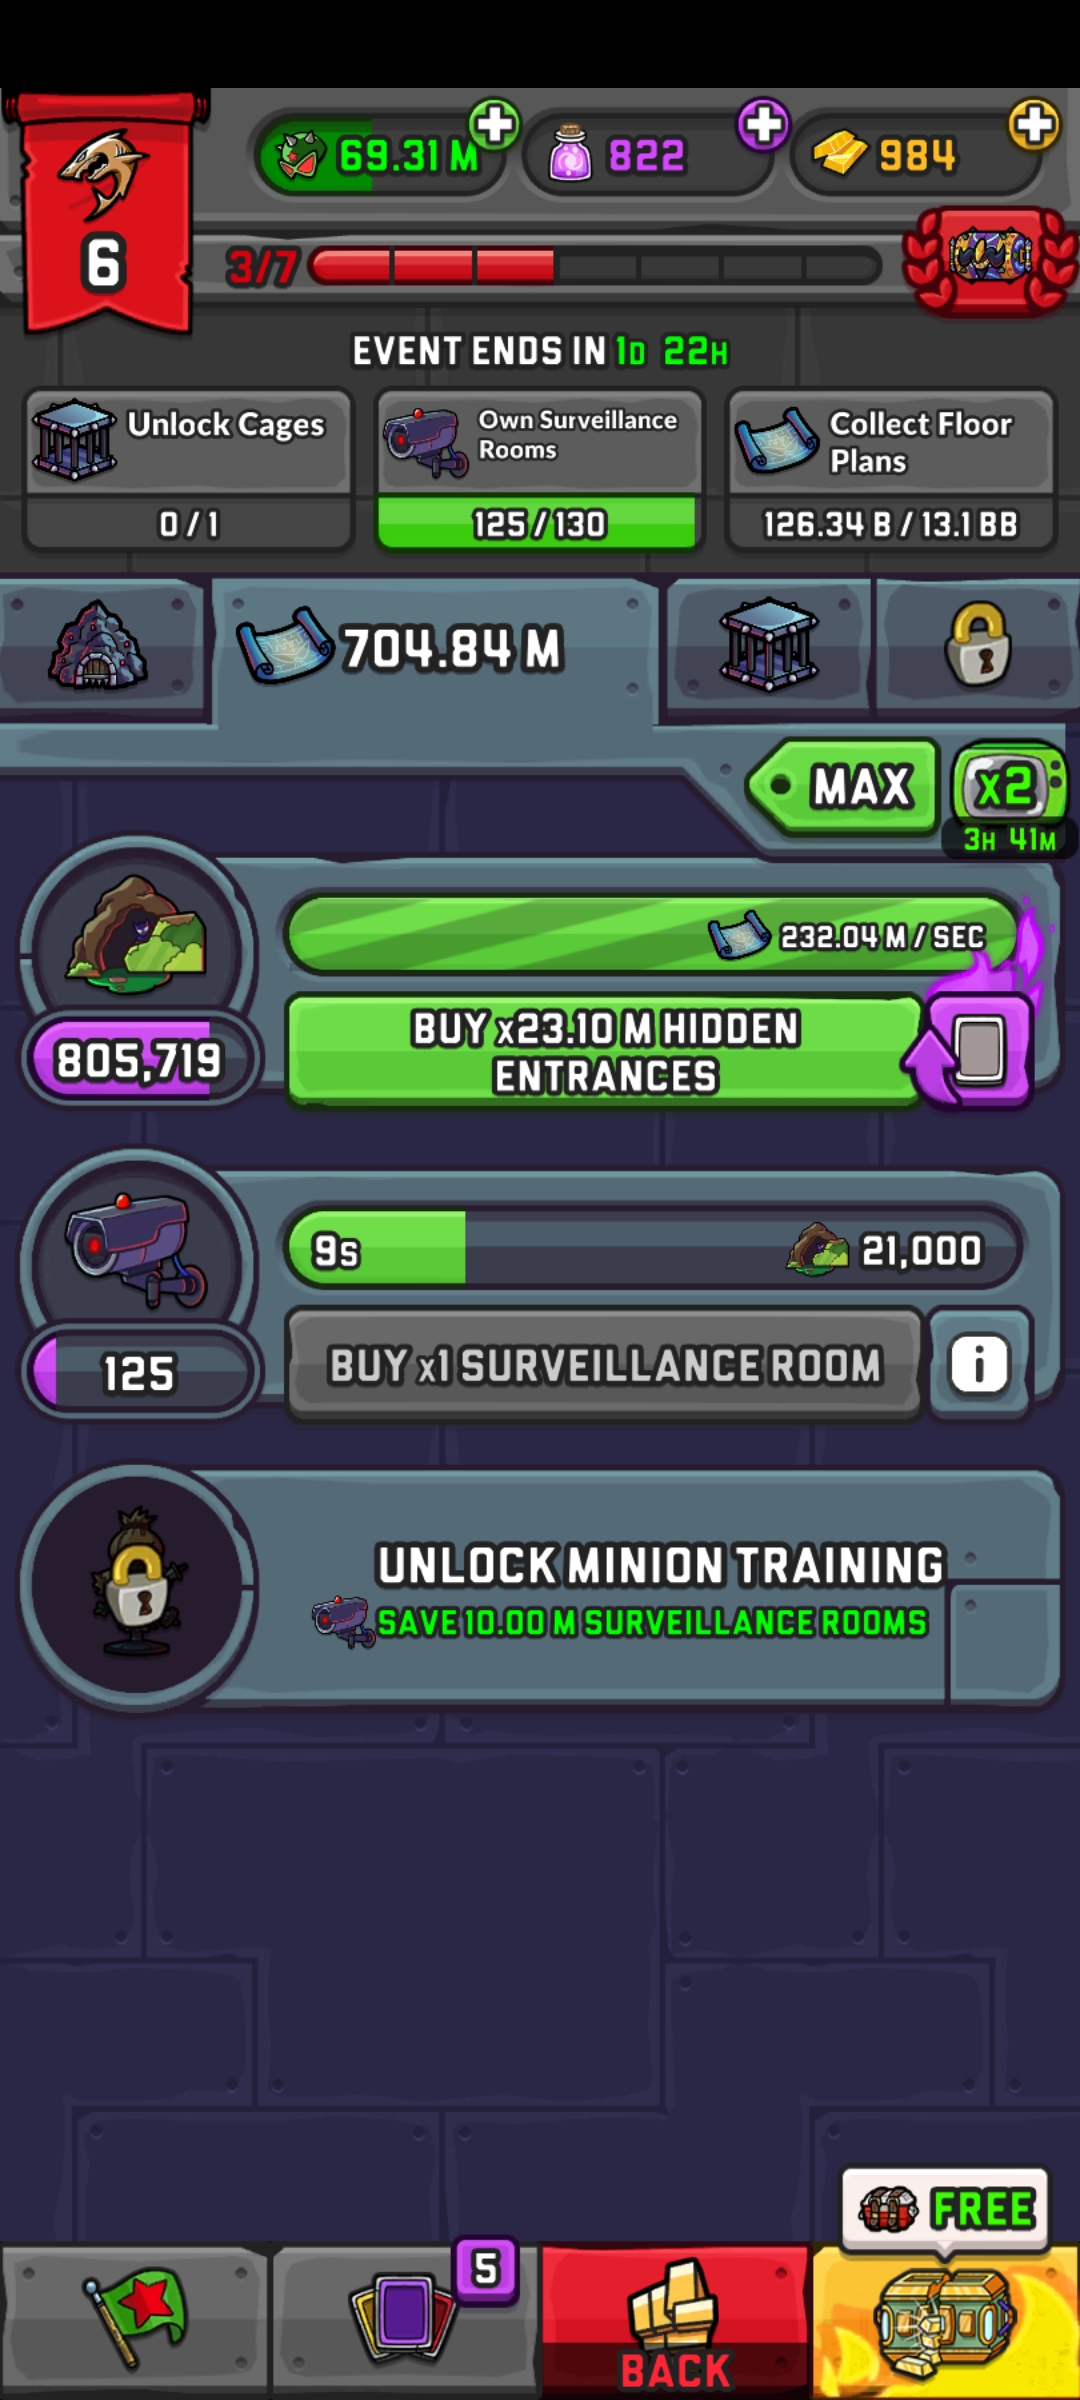 69.31 M
822
984
6
3/7
EVENT ENDS IN 1D 22H
Unlock Cages
Own Surveillance
Rooms
Collect Floor
Plans
0 / 1
125 / 130
126.34 B / 13.1 BB
704.84 M
MAX
x2
3H 41M
232.04 M / SEC
BUY x23.10 M HIDDEN
ENTRANCES
805,719
9s
21,000
BUY x1 SURVEILLANCE ROOM
i
125
UNLOCK MINION TRAINING
SAVE 10.00 M SURVEILLANCE ROOMS
FREE
5
BACK